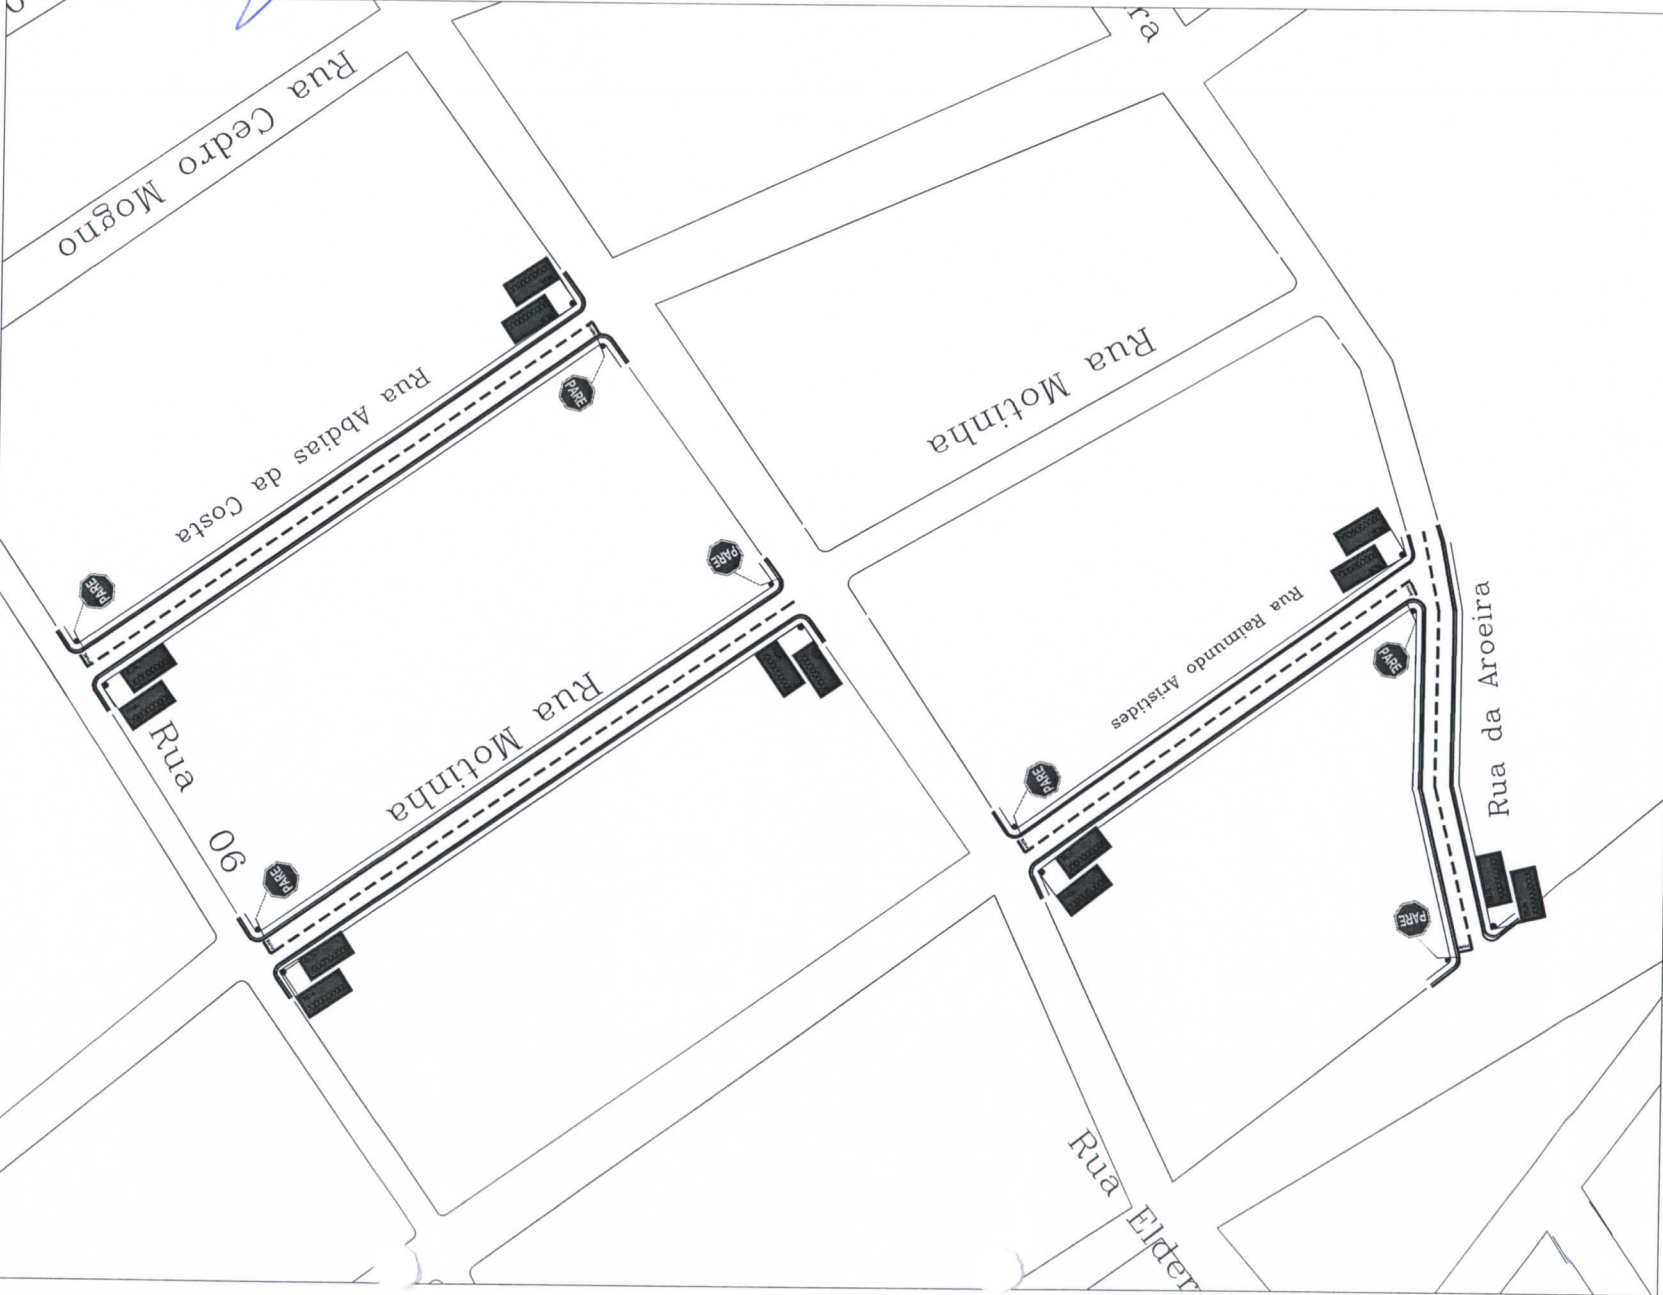 Rua Cedro Mogno
Rua Abdias da Costa
PARE
PARE
Rua Motinha
PARE
Rua 06
Rua Motinha
PARE
Rua Raimundo Aristides
PARE
PARE
Rua da Aroeira
PARE
Rua Elder